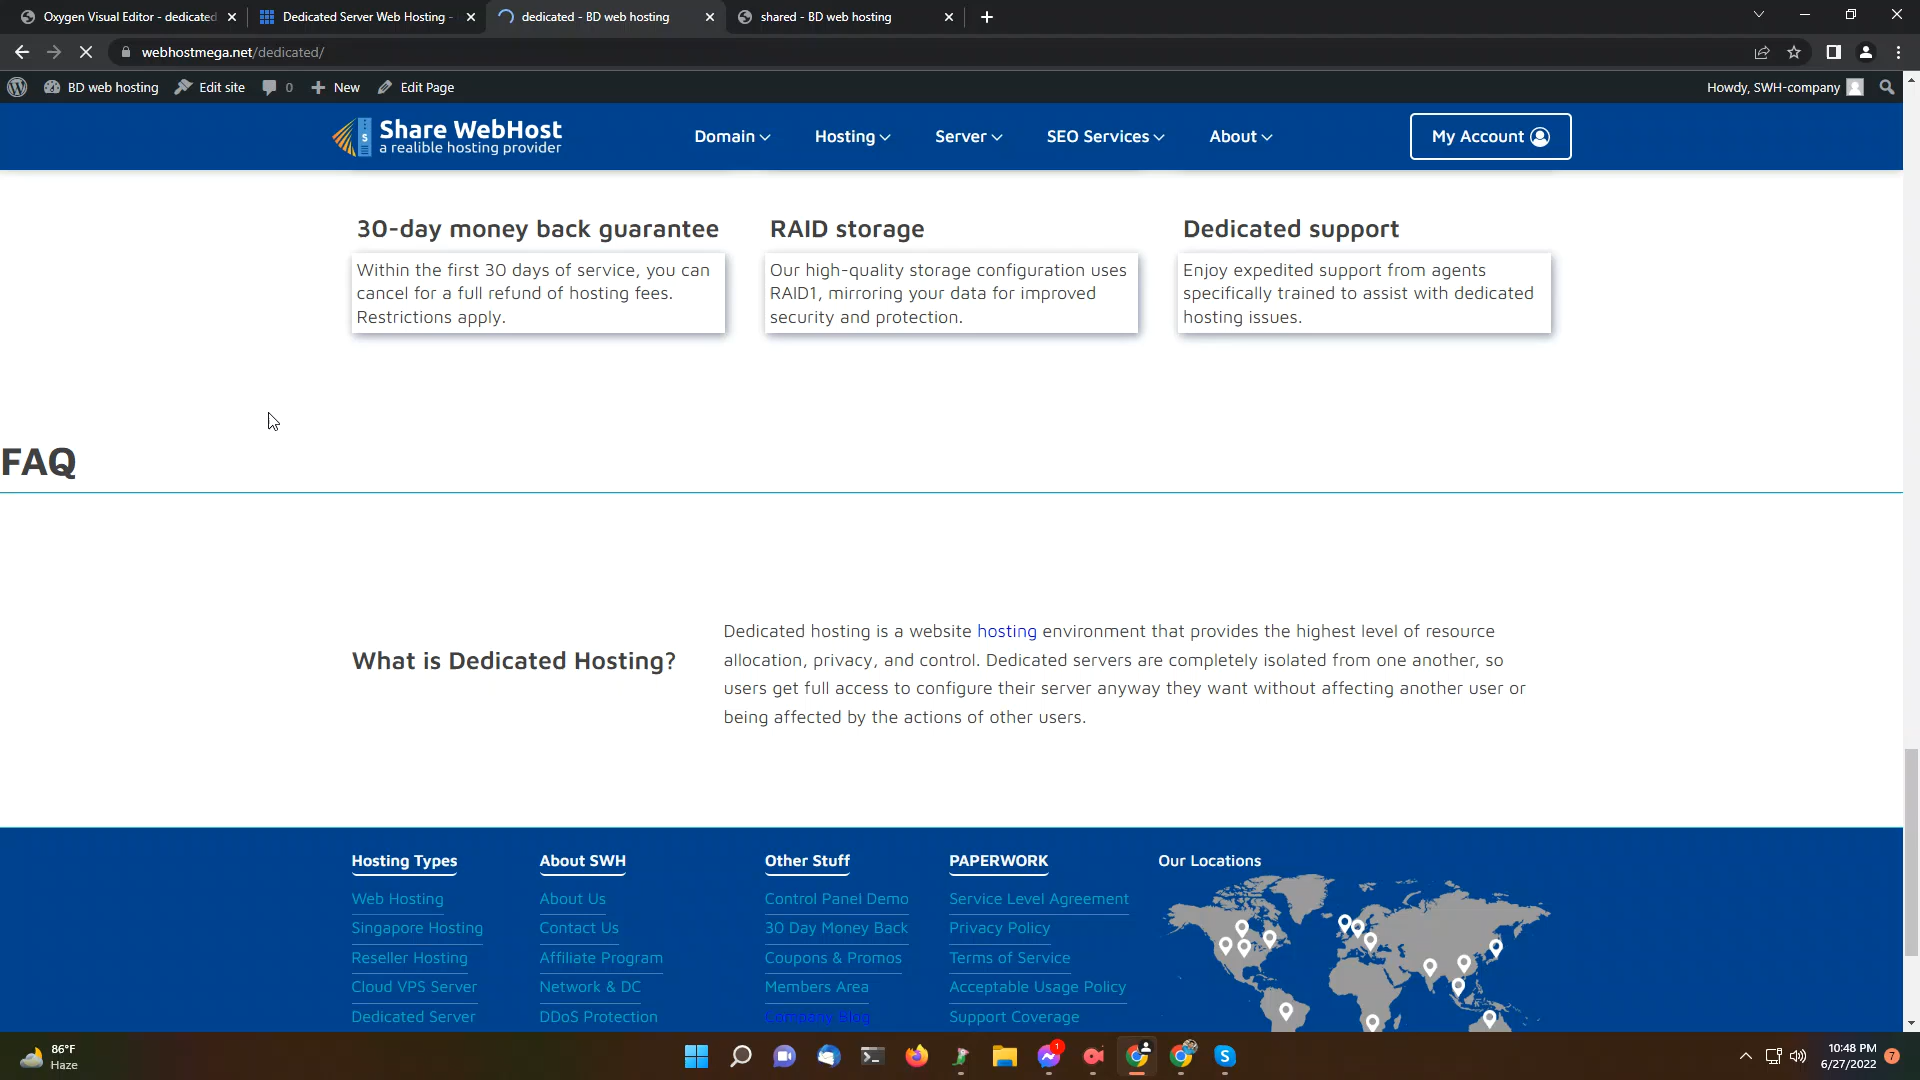 Oxygen Visual Editor - dedicated
Dedicated Server Web Hosting -
dedicated - BD web hosting
shared - BD web hosting
webhostmega.net/dedicated/
BD web hosting
Edit site
0
New
Edit Page
Howdy, SWH-company
Share WebHost
a realible hosting provider
Domain
Hosting
Server
SEO Services
About
My Account
30-day money back guarantee
RAID storage
Dedicated support
Within the first 30 days of service, you can
cancel for a full refund of hosting fees.
Restrictions apply.
Our high-quality storage configuration uses
RAID1, mirroring your data for improved
security and protection.
Enjoy expedited support from agents
specifically trained to assist with dedicated
hosting issues.
FAQ
What is Dedicated Hosting?
Dedicated hosting is a website hosting environment that provides the highest level of resource
allocation, privacy, and control. Dedicated servers are completely isolated from one another, so
users get full access to configure their server anyway they want without affecting another user or
being affected by the actions of other users.
Hosting Types
Web Hosting
Singapore Hosting
Reseller Hosting
Cloud VPS Server
Dedicated Server
About SWH
About Us
Contact Us
Affiliate Program
Network & DC
DDoS Protection
Other Stuff
Control Panel Demo
30 Day Money Back
Coupons & Promos
Members Area
Company Blog
PAPERWORK
Service Level Agreement
Privacy Policy
Terms of Service
Acceptable Usage Policy
Support Coverage
Our Locations
86°F
Haze
1
10:48 PM
6/27/2022
7